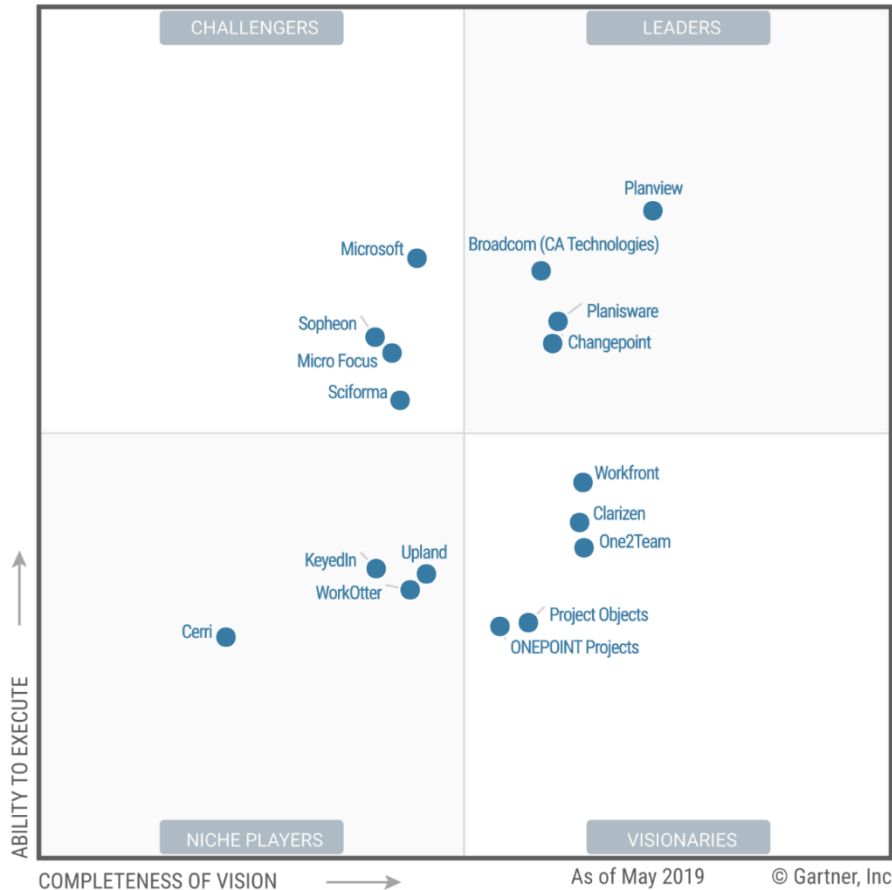 CHALLENGERS
LEADERS
Planview
Microsoft
Broadcom (CA Technologies)
Planisware
Sopheon
Changepoint
Micro Focus
Sciforma
Workfront
Clarizen
One2Team
KeyedIn
Upland
WorkOtter
Project Objects
Cerri
ONEPOINT Projects
ABILITY TO EXECUTE
NICHE PLAYERS
VISIONARIES
COMPLETENESS OF VISION
As of May 2019
© Gartner, Inc